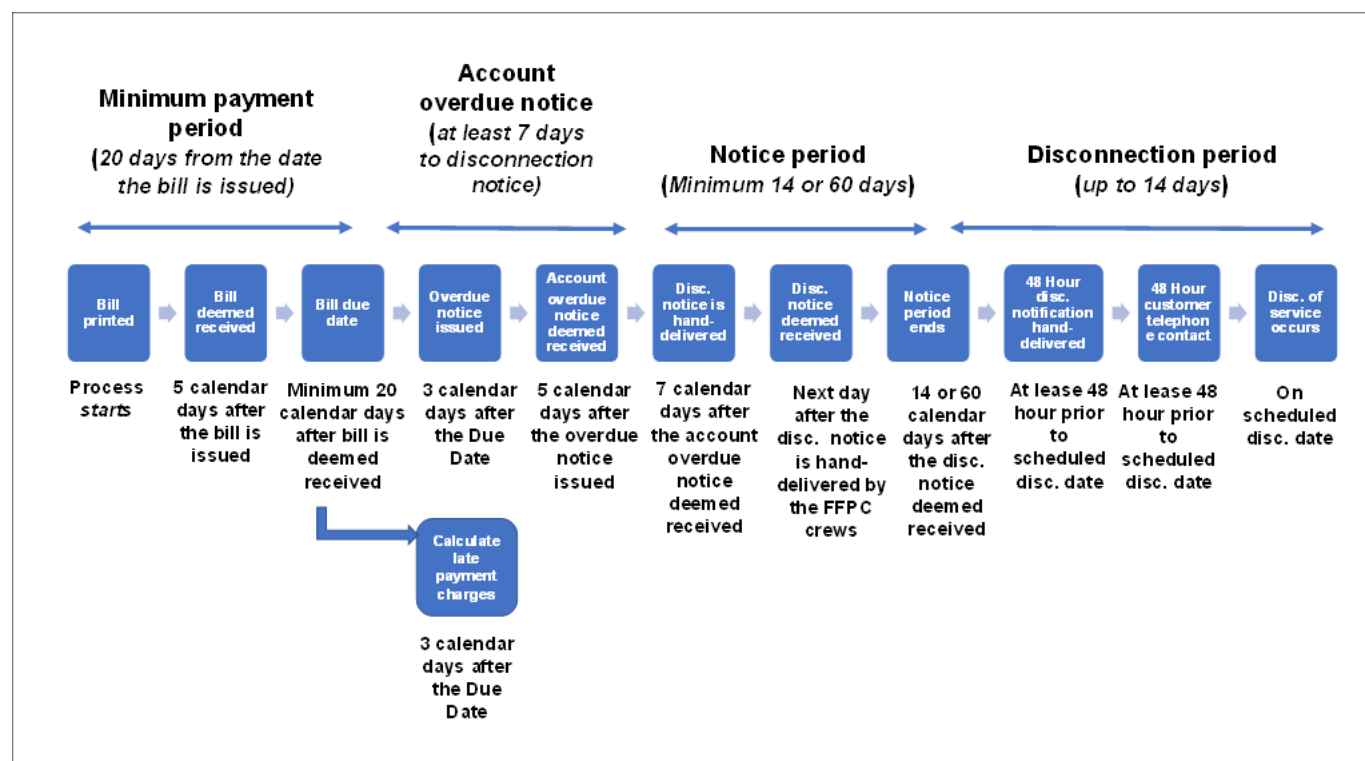 Minimum payment
period
(20 days from the date
the bill is issued)
Account
overdue notice
(at least 7 days
to disconnection
notice)
Notice period
(Minimum 14 or 60 days)
Disconnection period
(up to 14 days)
Bill
printed
Bill
deemed
received
Bill due
date
Overdue
notice
issued
Account
overdue
notice
deemed
received
Disc.
notice is
hand-
delivered
Disc.
notice
deemed
received
Notice
period
ends
48 Hour
disc.
notification
hand-
delivered
48 Hour
customer
telephon
e contact
Disc. of
service
occurs
Process
starts
5 calendar
days after
the bill is
issued
Minimum 20
calendar days
after bill is
deemed
received
3 calendar
days after
the Due
Date
5 calendar
days after
the overdue
notice
issued
7 calendar
days after
the account
overdue
notice
deemed
received
Next day
after the
disc. notice
is hand-
delivered by
the FFPC
crews
14 or 60
calendar
days after
the disc.
notice
deemed
received
At lease 48
hour prior
to
scheduled
disc. date
At lease 48
hour prior to
scheduled
disc. date
On
scheduled
disc. date
Calculate
late
payment
charges
3 calendar
days after
the Due
Date